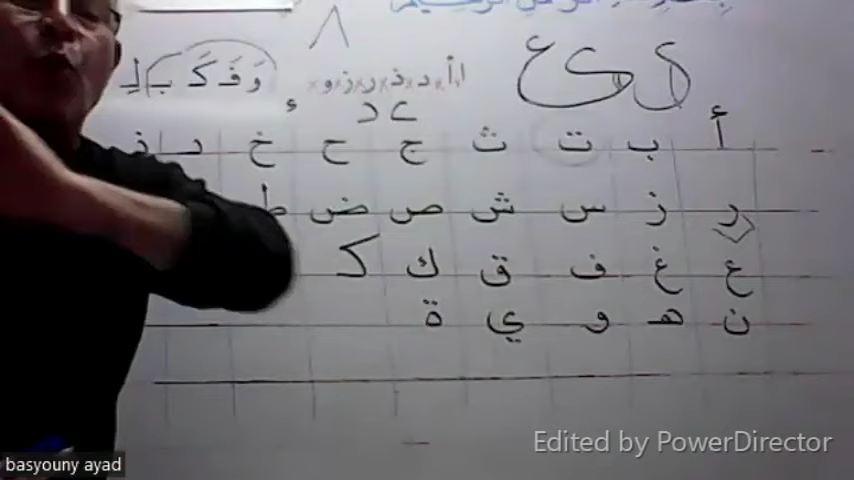 أ ب ت ث ج ح خ د ذ
ر ز س ش ص ض ط
ع غ ف ق ك ک
ن هـ و ي ة
وَ فَ كَ بِـ لِـ
ا,أ × د × ذ × ر × ز × و ×
ء
basyouny ayad
Edited by PowerDirector